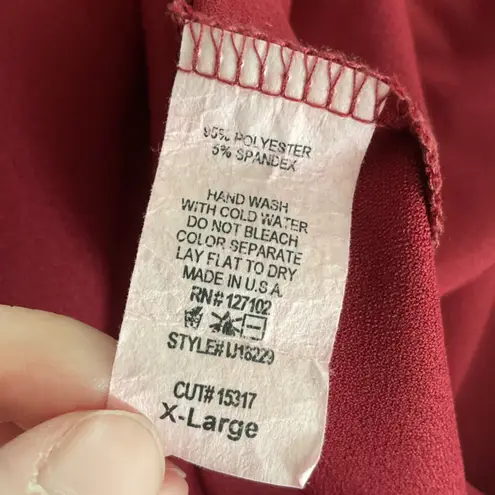 95% POLYESTER
5% SPANDEX
HAND WASH
WITH COLD WATER
DO NOT BLEACH
COLOR SEPARATE
LAY FLAT TO DRY
MADE IN U.S.A
RN# 127102
STYLE# U18229
CUT# 15317
X-Large